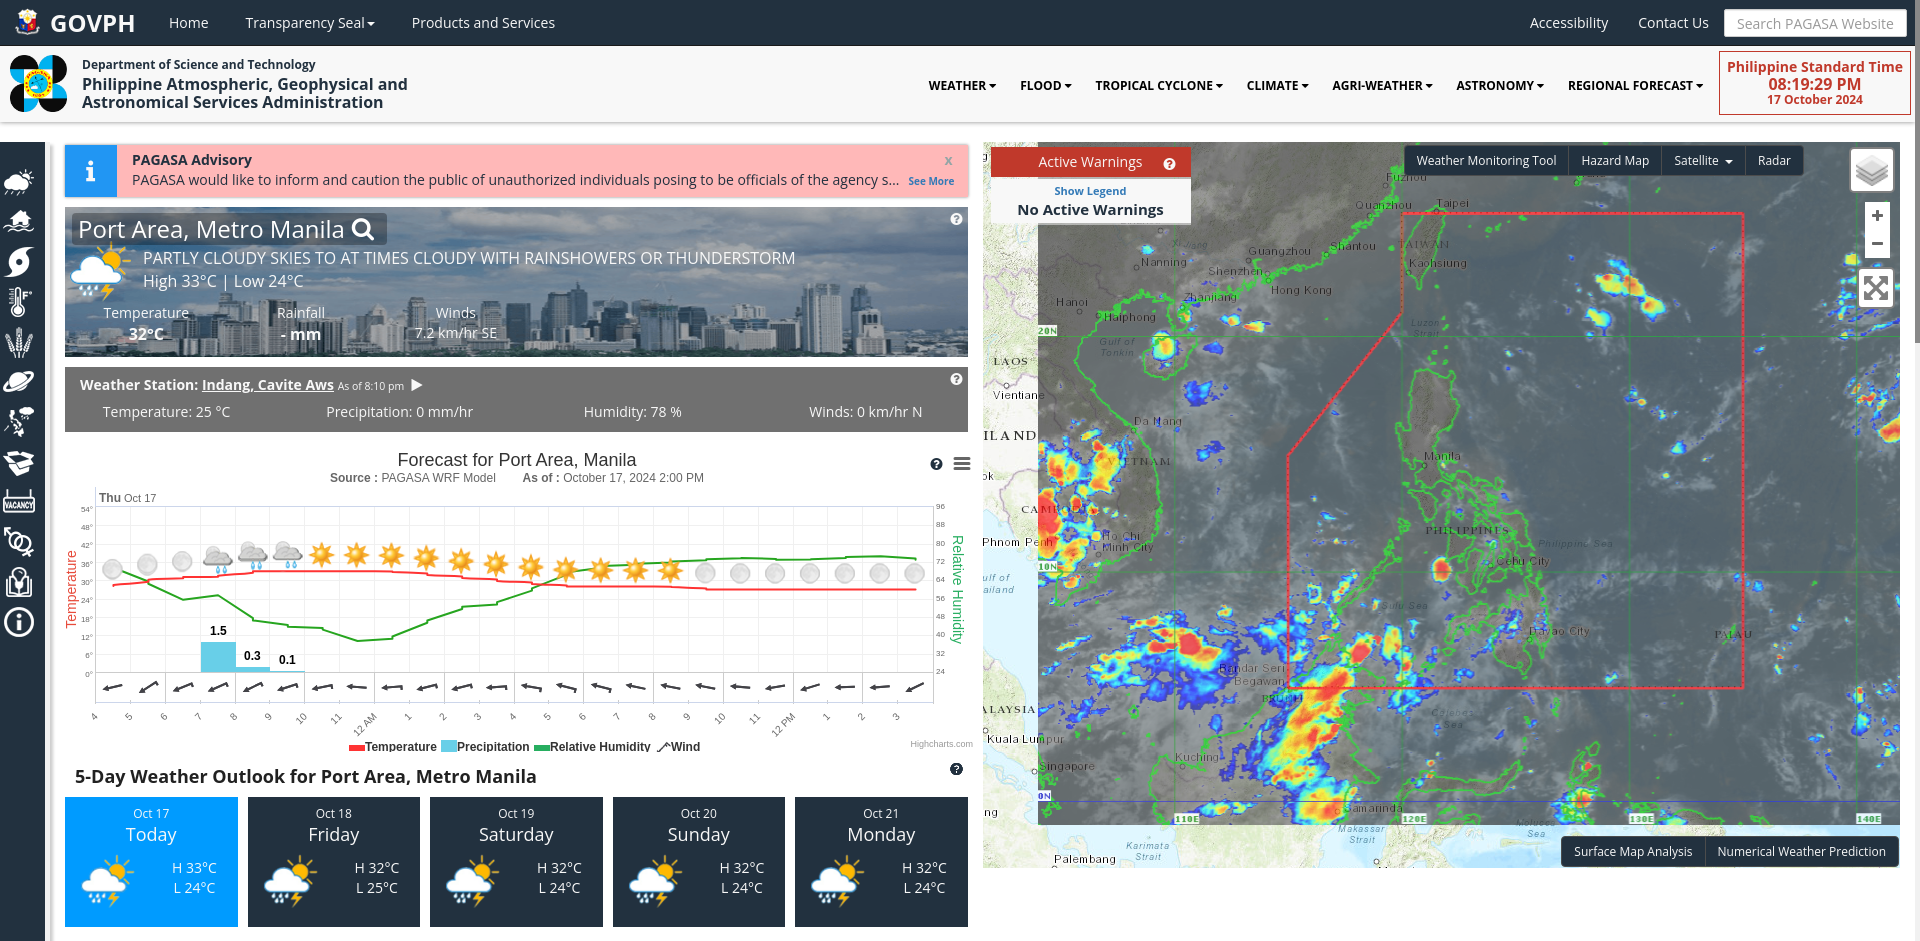 GOVPH
Home
Transparency Seal
Products and Services
Accessibility
Contact Us
Search PAGASA Website
Department of Science and Technology
Philippine Atmospheric, Geophysical and
Astronomical Services Administration
WEATHER
FLOOD
TROPICAL CYCLONE
CLIMATE
AGRI-WEATHER
ASTRONOMY
REGIONAL FORECAST
Philippine Standard Time
08:19:29 PM
17 October 2024
VACANCY
PAGASA Advisory
x
PAGASA would like to inform and caution the public of unauthorized individuals posing to be officials of the agency s... See More
Port Area, Metro Manila
PARTLY CLOUDY SKIES TO AT TIMES CLOUDY WITH RAINSHOWERS OR THUNDERSTORM
High 33°C | Low 24°C
Temperature
32°C
Rainfall
- mm
Winds
7.2 km/hr SE
Weather Station: Indang, Cavite Aws As of 8:10 pm
Temperature: 25 °C
Precipitation: 0 mm/hr
Humidity: 78 %
Winds: 0 km/hr N
Forecast for Port Area, Manila
Source : PAGASA WRF Model As of : October 17, 2024 2:00 PM
Thu Oct 17
54°
48°
42°
36°
30°
24°
18°
12°
6°
0°
Temperature
96
88
80
72
64
56
48
40
32
24
Relative Humidity
1.5
0.3
0.1
4 5 6 7 8 9 10 11 12 AM 1 2 3 4 5 6 7 8 9 10 11 12 PM 1 2 3
Temperature Precipitation Relative Humidity Wind
Highcharts.com
5-Day Weather Outlook for Port Area, Metro Manila
Oct 17
Today
H 33°C
L 24°C
Oct 18
Friday
H 32°C
L 25°C
Oct 19
Saturday
H 32°C
L 24°C
Oct 20
Sunday
H 32°C
L 24°C
Oct 21
Monday
H 32°C
L 24°C
Active Warnings
Show Legend
No Active Warnings
Weather Monitoring Tool
Hazard Map
Satellite
Radar
+
−
Fuzhou
Quanzhou
Taipei
Guangzhou
Shantou
TAIWAN
Nanning
Shenzhen
Kaohsiung
Hong Kong
Zhanjiang
Hanoi
Haiphong
Luzon
Strait
20N
Gulf of
Tonkin
LAOS
Vientiane
Da Nang
ILAND
VIETNAM
Manila
ok
CAMBO
PHILIPPINES
Phnom Penh
Ho Chi
Minh City
Philippine Sea
Cebu City
10N
ulf of
ailand
Sulu Sea
Davao City
PALAU
Bandar Seri
Begawan
BRUNEI
ALAYSIA
Celebes
Sea
Kuala Lumpur
Kuching
Singapore
0N
ng
Samarinda
110E
120E
130E
140E
Makassar
Strait
Molucca
Sea
Karimata
Strait
Palembang
Surface Map Analysis
Numerical Weather Prediction